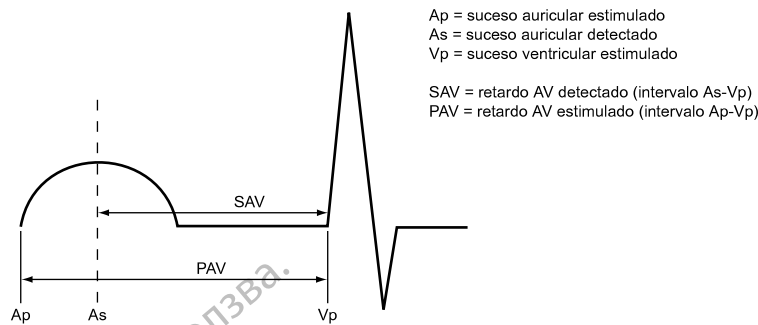 Ap = suceso auricular estimulado
As = suceso auricular detectado
Vp = suceso ventricular estimulado
SAV = retardo AV detectado (intervalo As-Vp)
PAV = retardo AV estimulado (intervalo Ap-Vp)
SAV
PAV
Ap As Vp